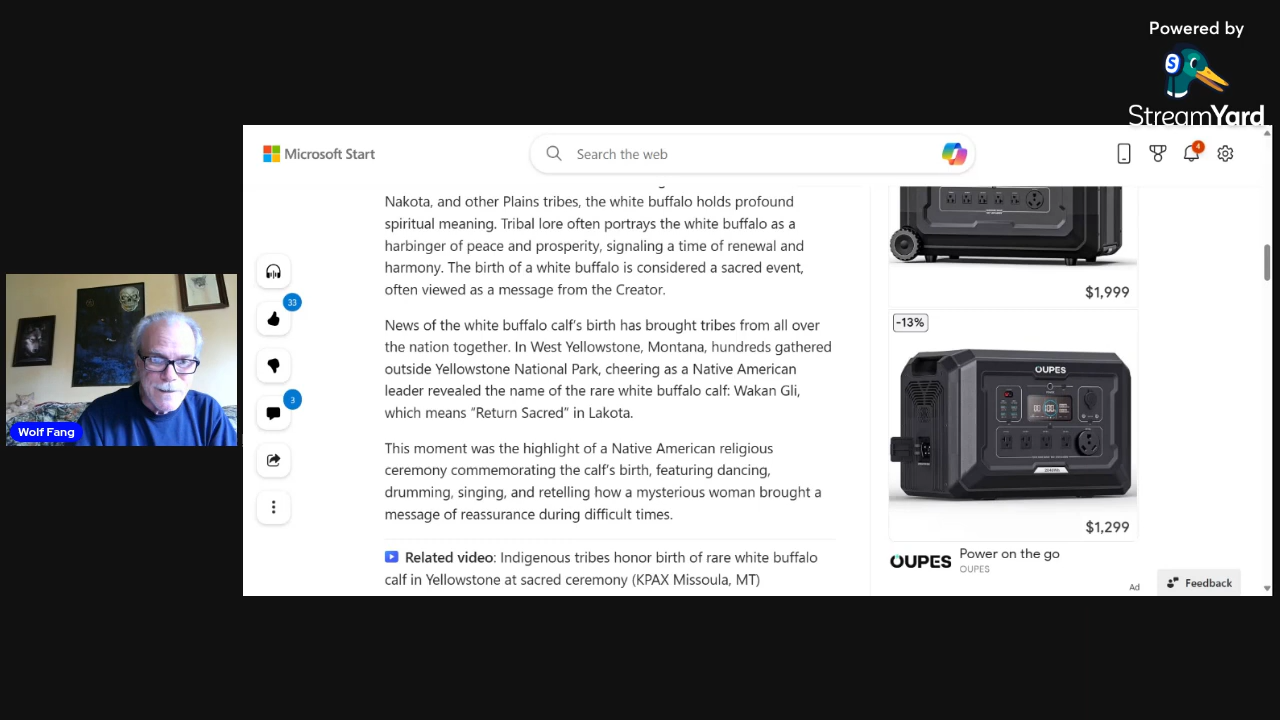 Powered by
StreamYard
Microsoft Start
Search the web
4
Nakota, and other Plains tribes, the white buffalo holds profound
spiritual meaning. Tribal lore often portrays the white buffalo as a
harbinger of peace and prosperity, signaling a time of renewal and
harmony. The birth of a white buffalo is considered a sacred event,
often viewed as a message from the Creator.
33
News of the white buffalo calf's birth has brought tribes from all over
the nation together. In West Yellowstone, Montana, hundreds gathered
outside Yellowstone National Park, cheering as a Native American
leader revealed the name of the rare white buffalo calf: Wakan Gli,
which means “Return Sacred” in Lakota.
3
This moment was the highlight of a Native American religious
ceremony commemorating the calf's birth, featuring dancing,
drumming, singing, and retelling how a mysterious woman brought a
message of reassurance during difficult times.
Related video: Indigenous tribes honor birth of rare white buffalo
calf in Yellowstone at sacred ceremony (KPAX Missoula, MT)
$1,999
-13%
OUPES
$1,299
OUPES
Power on the go
OUPES
Ad
Feedback
Wolf Fang